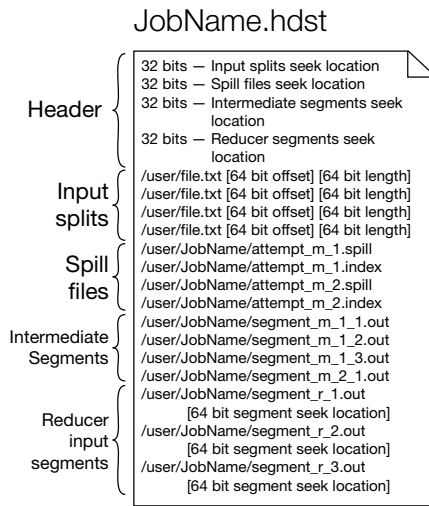 JobName.hdst
Header
32 bits — Input splits seek location
32 bits — Spill files seek location
32 bits — Intermediate segments seek
location
32 bits — Reducer segments seek
location
Input
splits
/user/file.txt [64 bit offset] [64 bit length]
/user/file.txt [64 bit offset] [64 bit length]
/user/file.txt [64 bit offset] [64 bit length]
/user/file.txt [64 bit offset] [64 bit length]
Spill
files
/user/JobName/attempt_m_1.spill
/user/JobName/attempt_m_1.index
/user/JobName/attempt_m_2.spill
/user/JobName/attempt_m_2.index
Intermediate
Segments
/user/JobName/segment_m_1_1.out
/user/JobName/segment_m_1_2.out
/user/JobName/segment_m_1_3.out
/user/JobName/segment_m_2_1.out
Reducer
input
segments
/user/JobName/segment_r_1.out
[64 bit segment seek location]
/user/JobName/segment_r_2.out
[64 bit segment seek location]
/user/JobName/segment_r_3.out
[64 bit segment seek location]